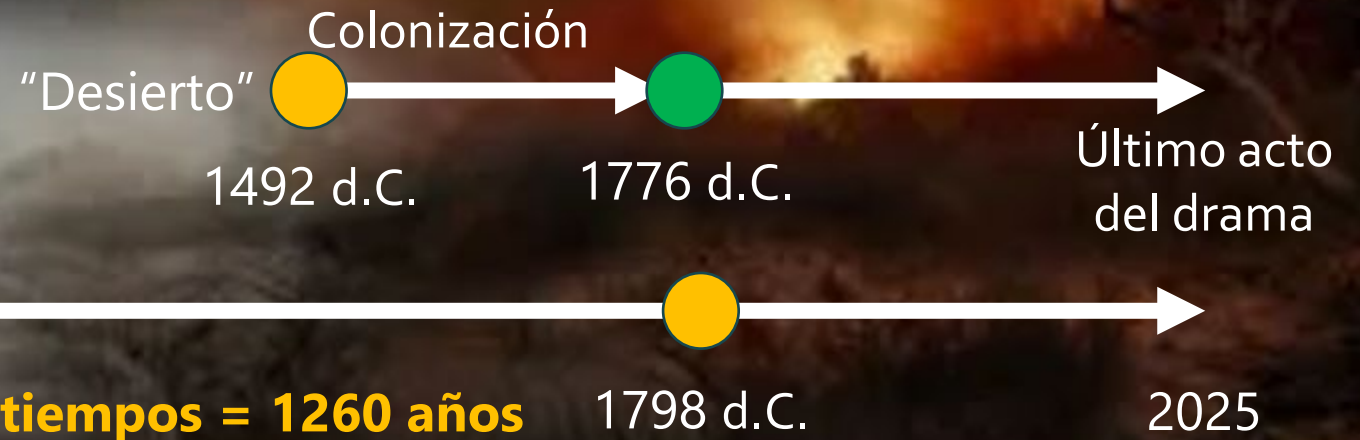 Colonización
“Desierto”
1492 d.C.
1776 d.C.
Último acto
del drama
tiempos = 1260 años
1798 d.C.
2025